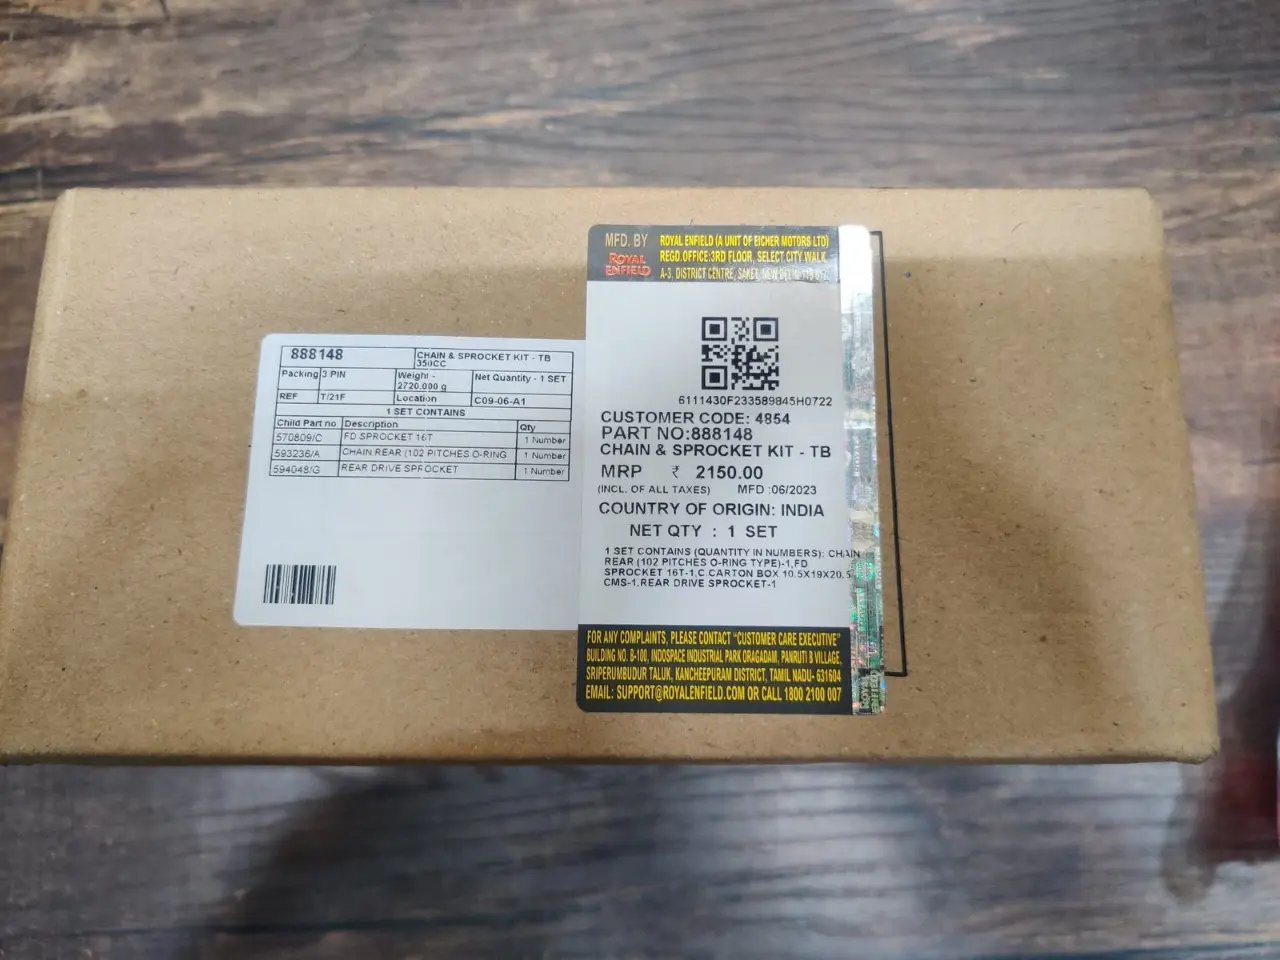 888148
CHAIN & SPROCKET KIT - TB
350CC
Packing 3 PIN
Weight -
2720.000 g
Net Quantity - 1 SET
REF T/21F Location C09-06-A1
1 SET CONTAINS
Child Part no Description Qty
570809/C FD SPROCKET 16T 1 Number
593236/A CHAIN REAR (102 PITCHES O-RING 1 Number
594048/G REAR DRIVE SPROCKET 1 Number
MFD. BY
ROYAL
ENFIELD
ROYAL ENFIELD (A UNIT OF EICHER MOTORS LTD)
REGD.OFFICE:3RD FLOOR, SELECT CITY WALK
A-3, DISTRICT CENTRE, SAKET, NEW DELHI
6111430F233589845H0722
CUSTOMER CODE: 4854
PART NO:888148
CHAIN & SPROCKET KIT - TB
MRP ₹ 2150.00
(INCL. OF ALL TAXES) MFD :06/2023
COUNTRY OF ORIGIN: INDIA
NET QTY : 1 SET
1 SET CONTAINS (QUANTITY IN NUMBERS): CHAIN
REAR (102 PITCHES O-RING TYPE)-1,FD
SPROCKET 16T-1,C CARTON BOX 10.5X19X20.5
CMS-1,REAR DRIVE SPROCKET-1
FOR ANY COMPLAINTS, PLEASE CONTACT "CUSTOMER CARE EXECUTIVE"
BUILDING NO. B-100, INDOSPACE INDUSTRIAL PARK ORAGADAM, PANRUTI B VILLAGE,
SRIPERUMBUDUR TALUK, KANCHEEPURAM DISTRICT, TAMIL NADU- 631604
EMAIL: SUPPORT@ROYALENFIELD.COM OR CALL 1800 2100 007
ROYAL
ENFIELD